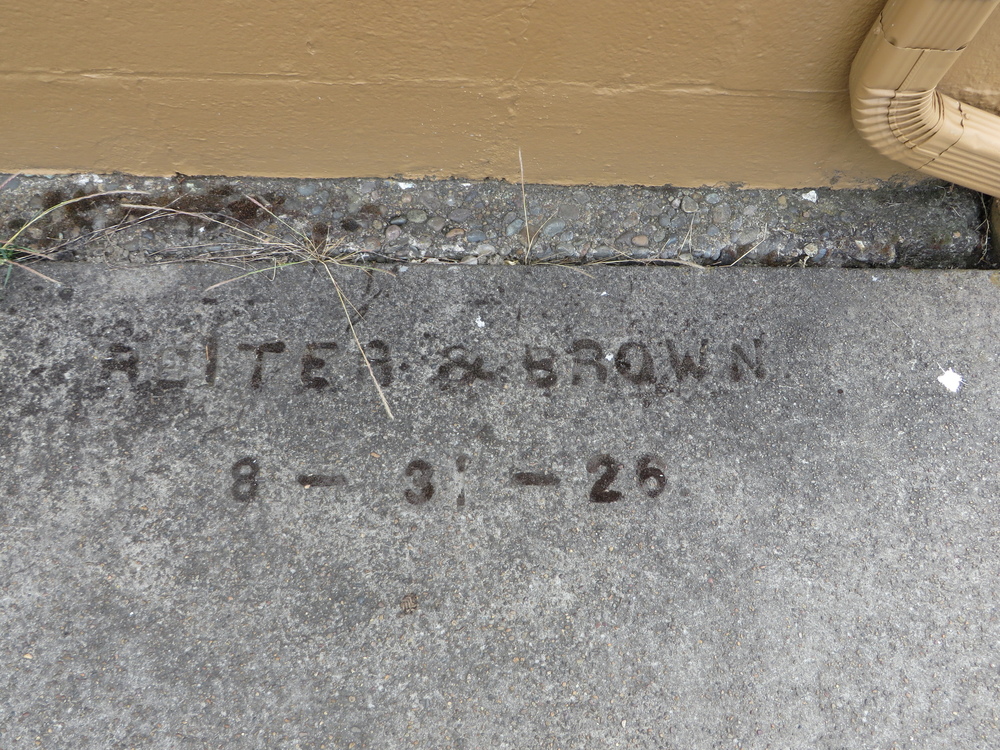 REITER & BROWN
8 - 31 - 26